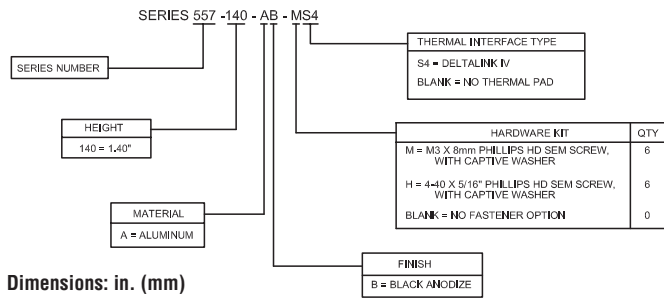 SERIES 557 -140 - AB - MS4
THERMAL INTERFACE TYPE
S4 = DELTALINK IV
BLANK = NO THERMAL PAD
SERIES NUMBER
HEIGHT
140 = 1.40"
HARDWARE KIT QTY
M = M3 X 8mm PHILLIPS HD SEM SCREW, 6
WITH CAPTIVE WASHER
H = 4-40 X 5/16" PHILLIPS HD SEM SCREW, 6
WITH CAPTIVE WASHER
BLANK = NO FASTENER OPTION 0
MATERIAL
A = ALUMINUM
FINISH
B = BLACK ANODIZE
Dimensions: in. (mm)